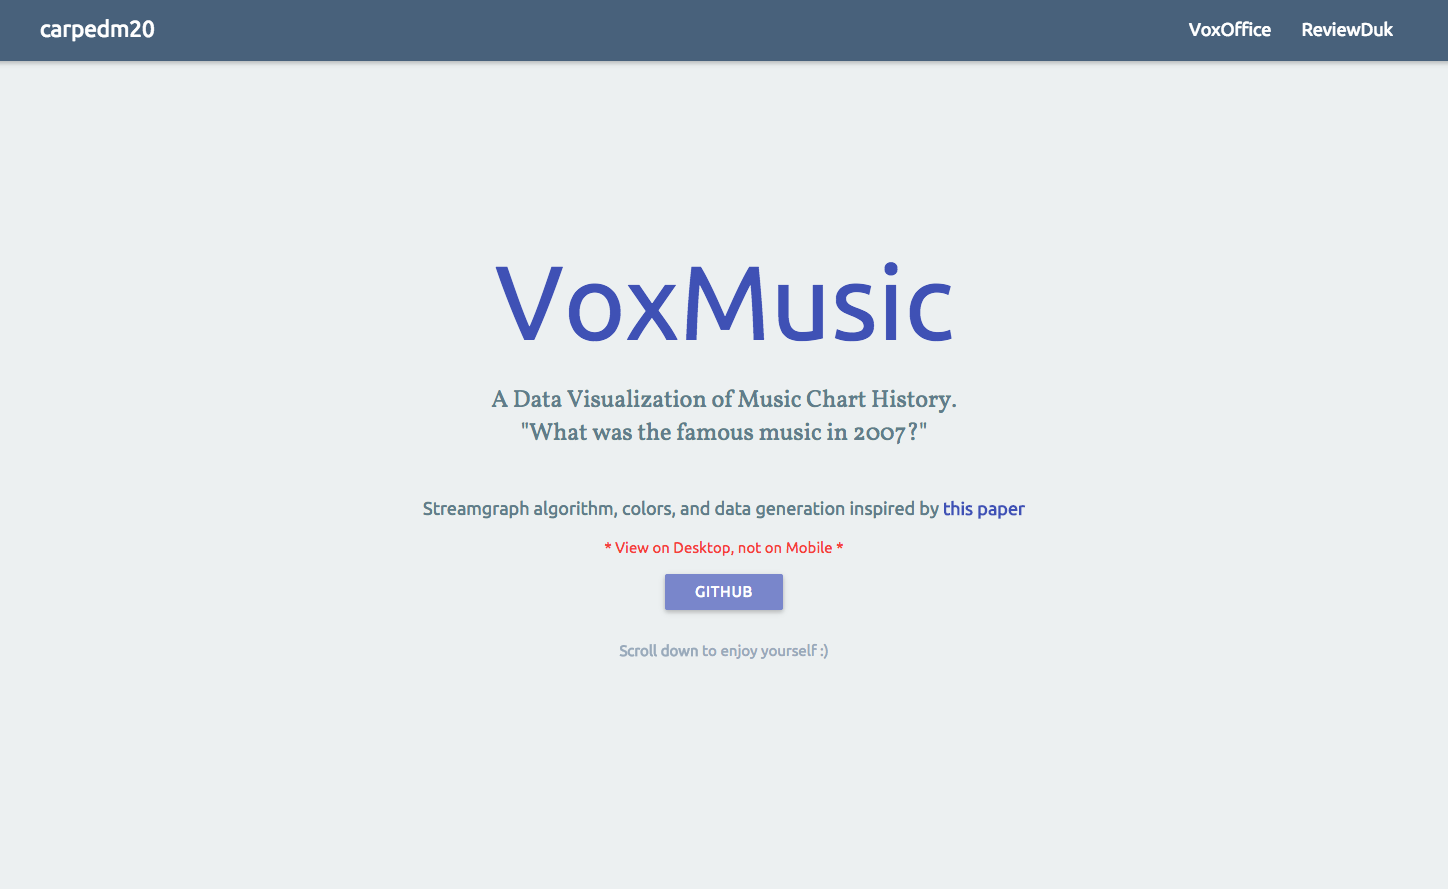 carpedm20
VoxOffice
ReviewDuk
VoxMusic
A Data Visualization of Music Chart History.
"What was the famous music in 2007?"
Streamgraph algorithm, colors, and data generation inspired by this paper
* View on Desktop, not on Mobile *
GITHUB
Scroll down to enjoy yourself :)